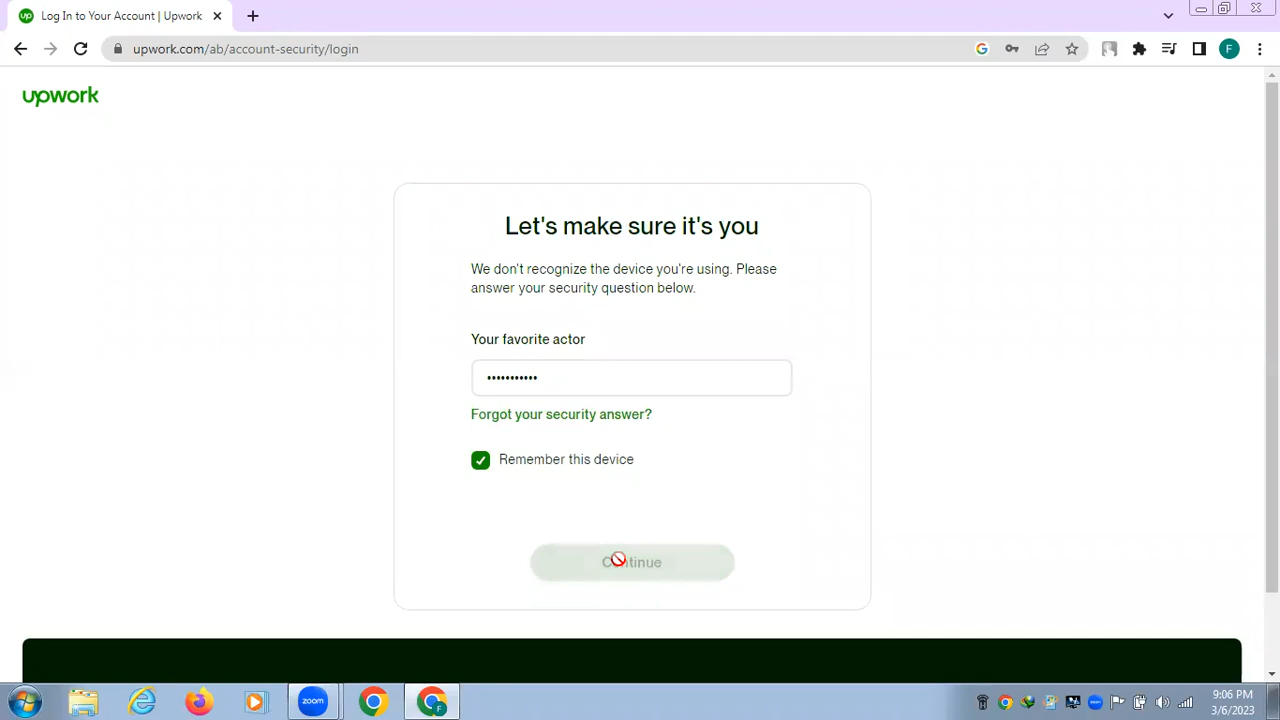 Log In to Your Account | Upwork
upwork.com/ab/account-security/login
F
upwork
Let's make sure it's you
We don't recognize the device you're using. Please
answer your security question below.
Your favorite actor
•••••••••••
Forgot your security answer?
Remember this device
Continue
zoom
F
9:06 PM
3/6/2023